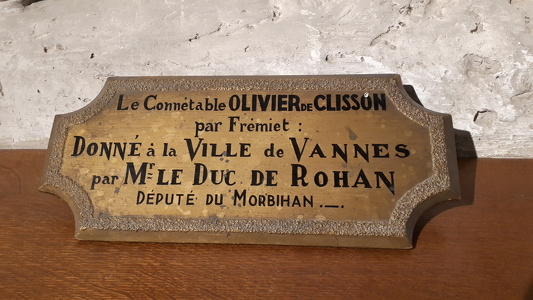 Le Connétable OLIVIER DE CLISSON
par Frémiet :
DONNÉ à la VILLE de VANNES
par Mr. LE DUC DE ROHAN
DÉPUTÉ DU MORBIHAN .—.